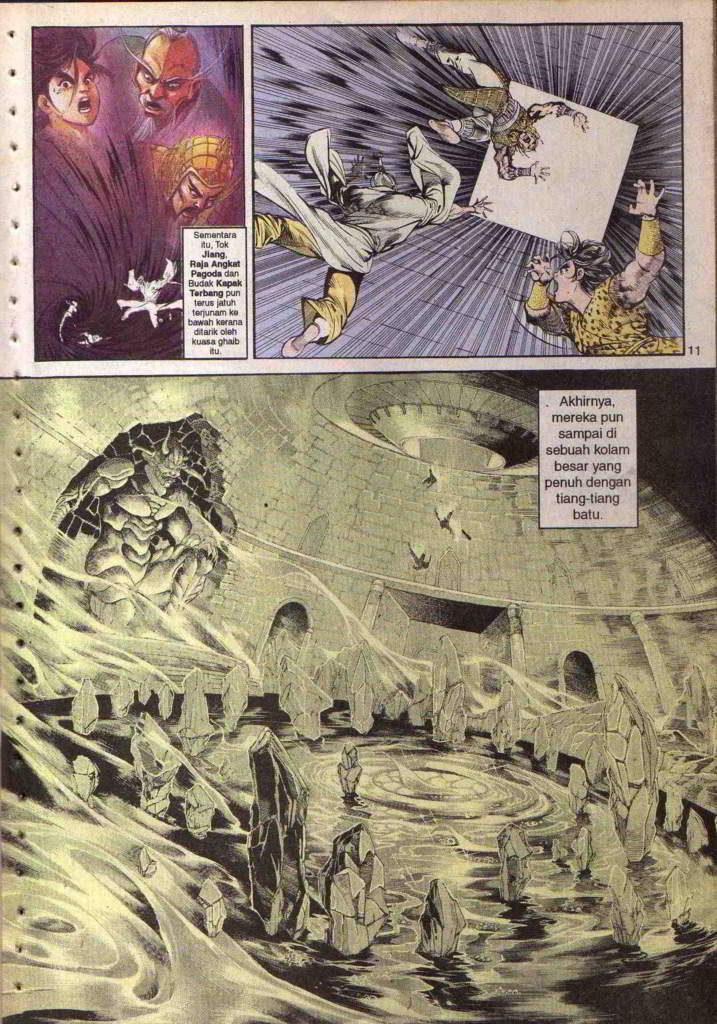 Sementara
itu, Tok
Jiang,
Raja Angkat
Pagoda dan
Budak Kapak
Terbang pun
terus jatuh
terjunam ke
bawah kerana
ditarik oleh
kuasa ghaib
itu.
11
Akhirnya,
mereka pun
sampai di
sebuah kolam
besar yang
penuh dengan
tiang-tiang
batu.